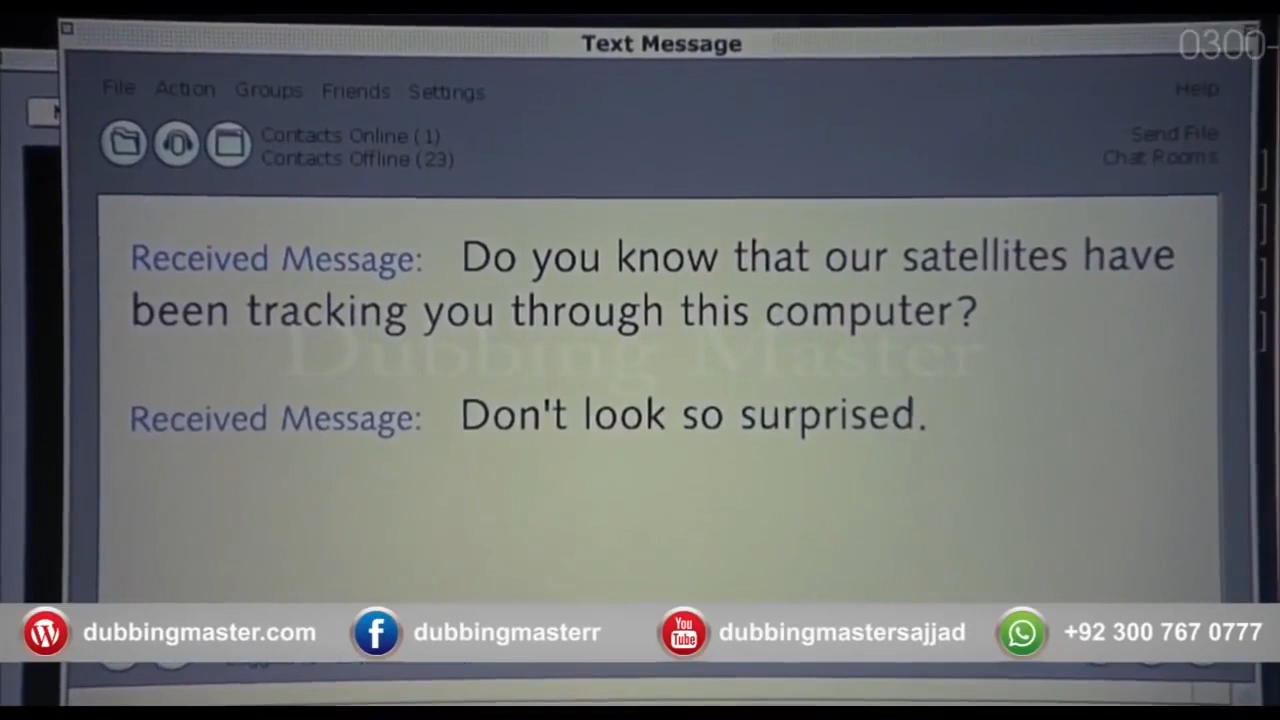 Text Message
0300-
File Action Groups Friends Settings
Help
Contacts Online (1)
Contacts Offline (23)
Send File
Chat Rooms
Received Message: Do you know that our satellites have
been tracking you through this computer?
Dubbing Master
Received Message: Don't look so surprised.
dubbingmaster.com
dubbingmasterr
You
Tube
dubbingmastersajjad
+92 300 767 0777